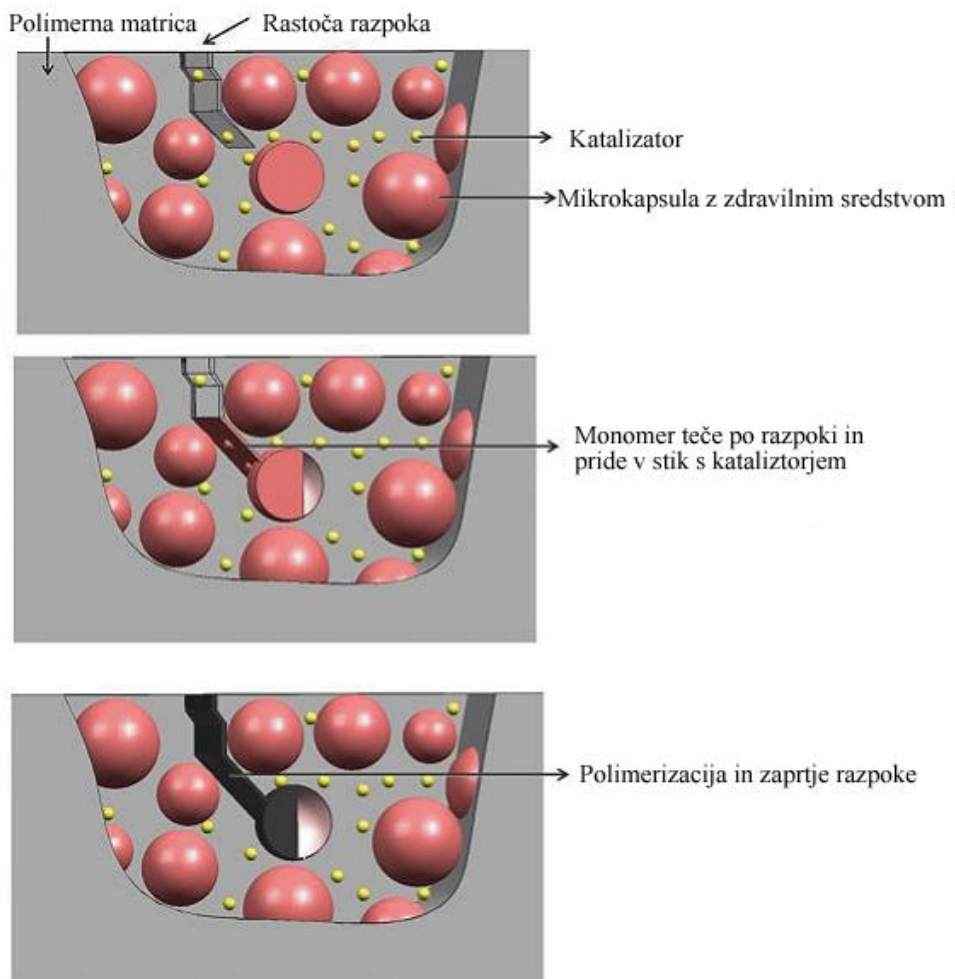 Polimerna matrica
Rastoča razpoka
Katalizator
Mikrokapsula z zdravilnim sredstvom
Monomer teče po razpoki in
pride v stik s kataliztorjem
Polimerizacija in zaprtje razpoke